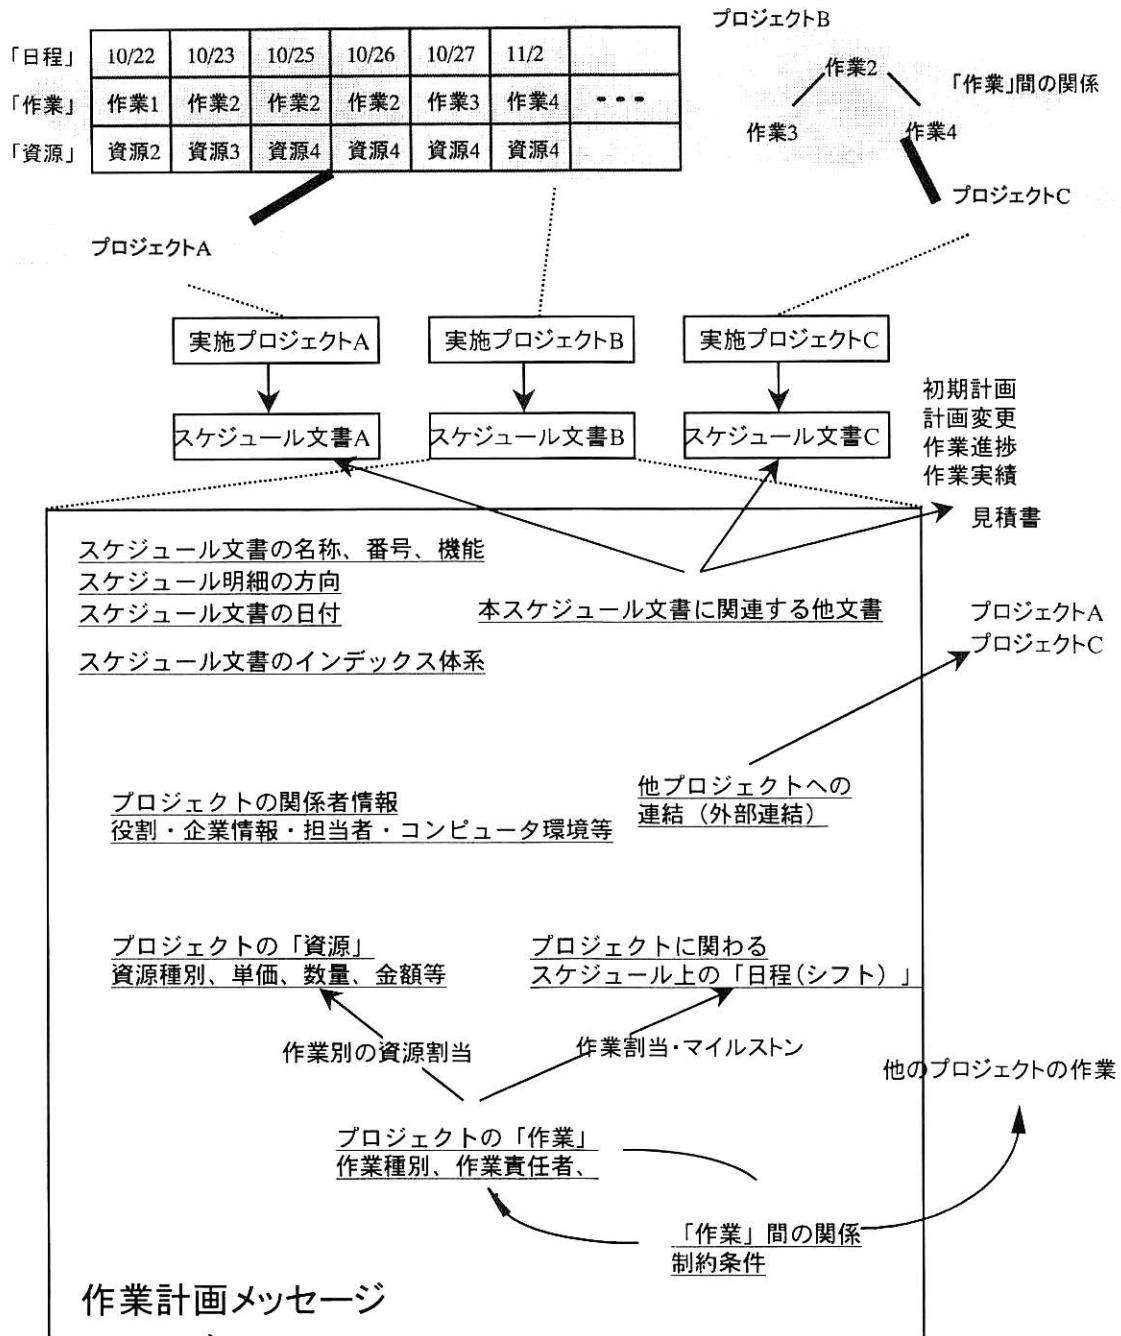 プロジェクトB
「日程」 10/22 10/23 10/25 10/26 10/27 11/2
「作業」 作業1 作業2 作業2 作業2 作業3 作業4 ---
「資源」 資源2 資源3 資源4 資源4 資源4 資源4
作業2
「作業」間の関係
作業3 作業4
プロジェクトC
プロジェクトA
実施プロジェクトA 実施プロジェクトB 実施プロジェクトC
スケジュール文書A スケジュール文書B スケジュール文書C
初期計画
計画変更
作業進捗
作業実績
見積書
スケジュール文書の名称、番号、機能
スケジュール明細の方向
スケジュール文書の日付
本スケジュール文書に関連する他文書
スケジュール文書のインデックス体系
プロジェクトA
プロジェクトC
プロジェクトの関係者情報
役割・企業情報・担当者・コンピュータ環境等
他プロジェクトへの
連結（外部連結）
プロジェクトの「資源」
資源種別、単価、数量、金額等
プロジェクトに関わる
スケジュール上の「日程(シフト）」
作業別の資源割当
作業割当・マイルストン
他のプロジェクトの作業
プロジェクトの「作業」
作業種別、作業責任者、
「作業」間の関係
制約条件
作業計画メッセージ